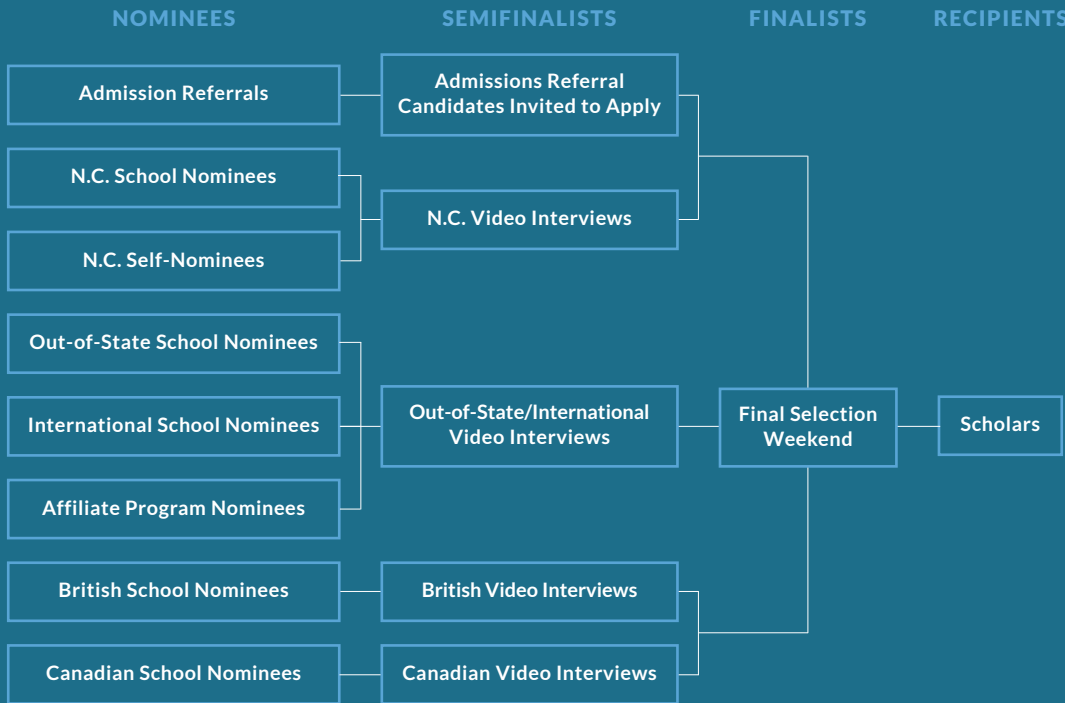 NOMINEES
SEMIFINALISTS
FINALISTS
RECIPIENTS
Admission Referrals
Admissions Referral
Candidates Invited to Apply
N.C. School Nominees
N.C. Video Interviews
N.C. Self-Nominees
Out-of-State School Nominees
International School Nominees
Out-of-State/International
Video Interviews
Final Selection
Weekend
Scholars
Affiliate Program Nominees
British School Nominees
British Video Interviews
Canadian School Nominees
Canadian Video Interviews